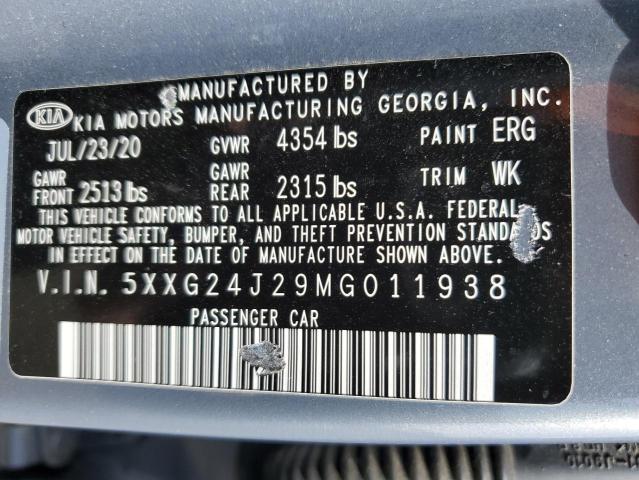 MANUFACTURED BY
KIA KIA MOTORS MANUFACTURING GEORGIA, INC.
JUL/23/20 GVWR 4354 lbs PAINT ERG
GAWR FRONT 2513 lbs GAWR REAR 2315 lbs TRIM WK
THIS VEHICLE CONFORMS TO ALL APPLICABLE U.S.A. FEDERAL
MOTOR VEHICLE SAFETY, BUMPER, AND THEFT PREVENTION STANDARDS
IN EFFECT ON THE DATE OF MANUFACTURE SHOWN ABOVE.
V.I.N. 5XXG24J29MG011938
PASSENGER CAR